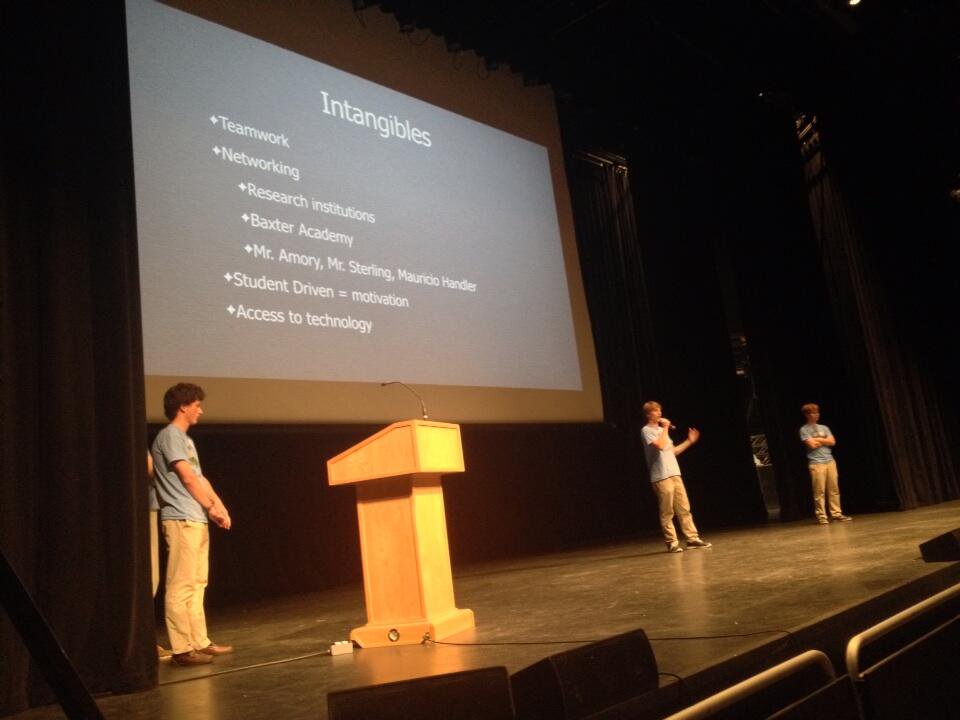 Intangibles
✦Teamwork
✦Networking
✦Research institutions
✦Baxter Academy
✦Mr. Amory, Mr. Sterling, Mauricio Handler
✦Student Driven = motivation
✦Access to technology